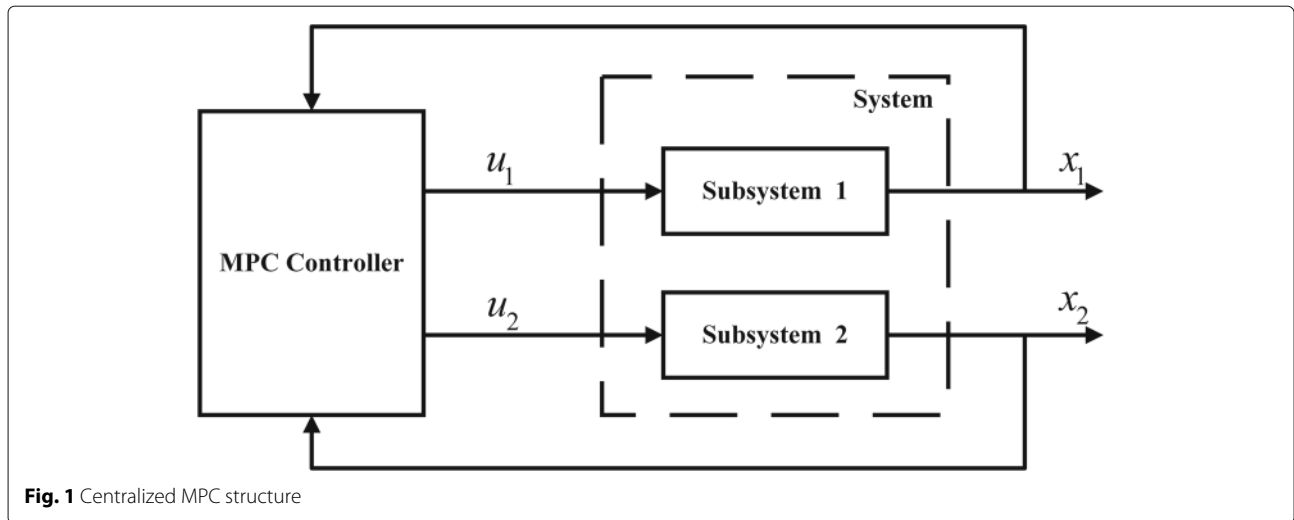 System
u1
x1
Subsystem 1
MPC Controller
u2
x2
Subsystem 2
Fig. 1 Centralized MPC structure